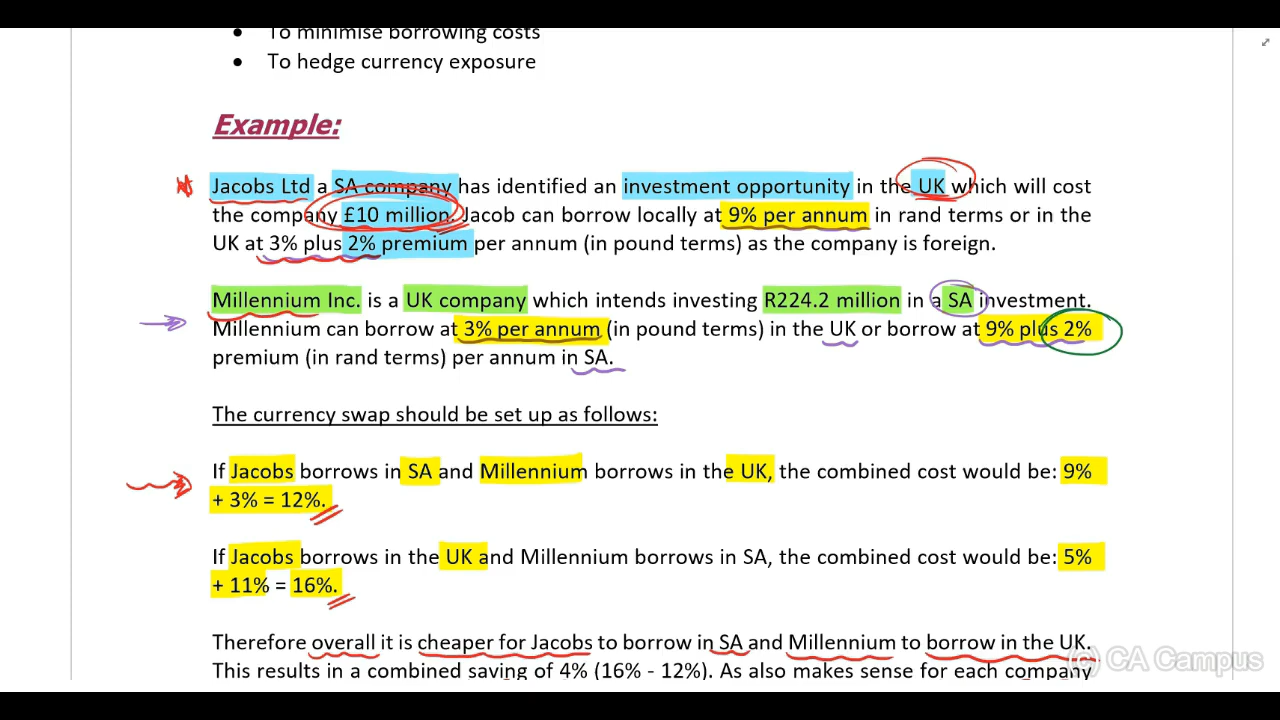 • To minimise borrowing costs
• To hedge currency exposure
Example:
Jacobs Ltd a SA company has identified an investment opportunity in the UK which will cost
the company £10 million. Jacob can borrow locally at 9% per annum in rand terms or in the
UK at 3% plus 2% premium per annum (in pound terms) as the company is foreign.
Millennium Inc. is a UK company which intends investing R224.2 million in a SA investment.
Millennium can borrow at 3% per annum (in pound terms) in the UK or borrow at 9% plus 2%
premium (in rand terms) per annum in SA.
The currency swap should be set up as follows:
If Jacobs borrows in SA and Millennium borrows in the UK, the combined cost would be: 9%
+ 3% = 12%.
If Jacobs borrows in the UK and Millennium borrows in SA, the combined cost would be: 5%
+ 11% = 16%.
Therefore overall it is cheaper for Jacobs to borrow in SA and Millennium to borrow in the UK.
This results in a combined saving of 4% (16% - 12%). As also makes sense for each company
(c) CA Campus